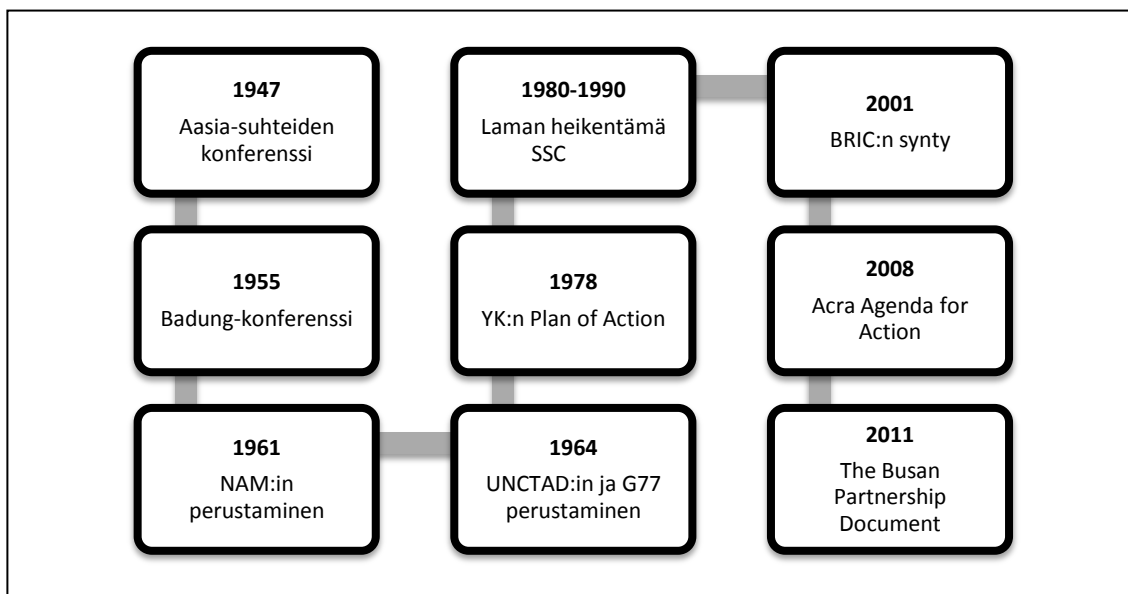 1947
Aasia-suhteiden
konferenssi
1955
Badung-konferenssi
1961
NAM:in
perustaminen
1964
UNCTAD:in ja G77
perustaminen
1978
YK:n Plan of Action
1980-1990
Laman heikentämä
SSC
2001
BRIC:n synty
2008
Acra Agenda for
Action
2011
The Busan
Partnership
Document